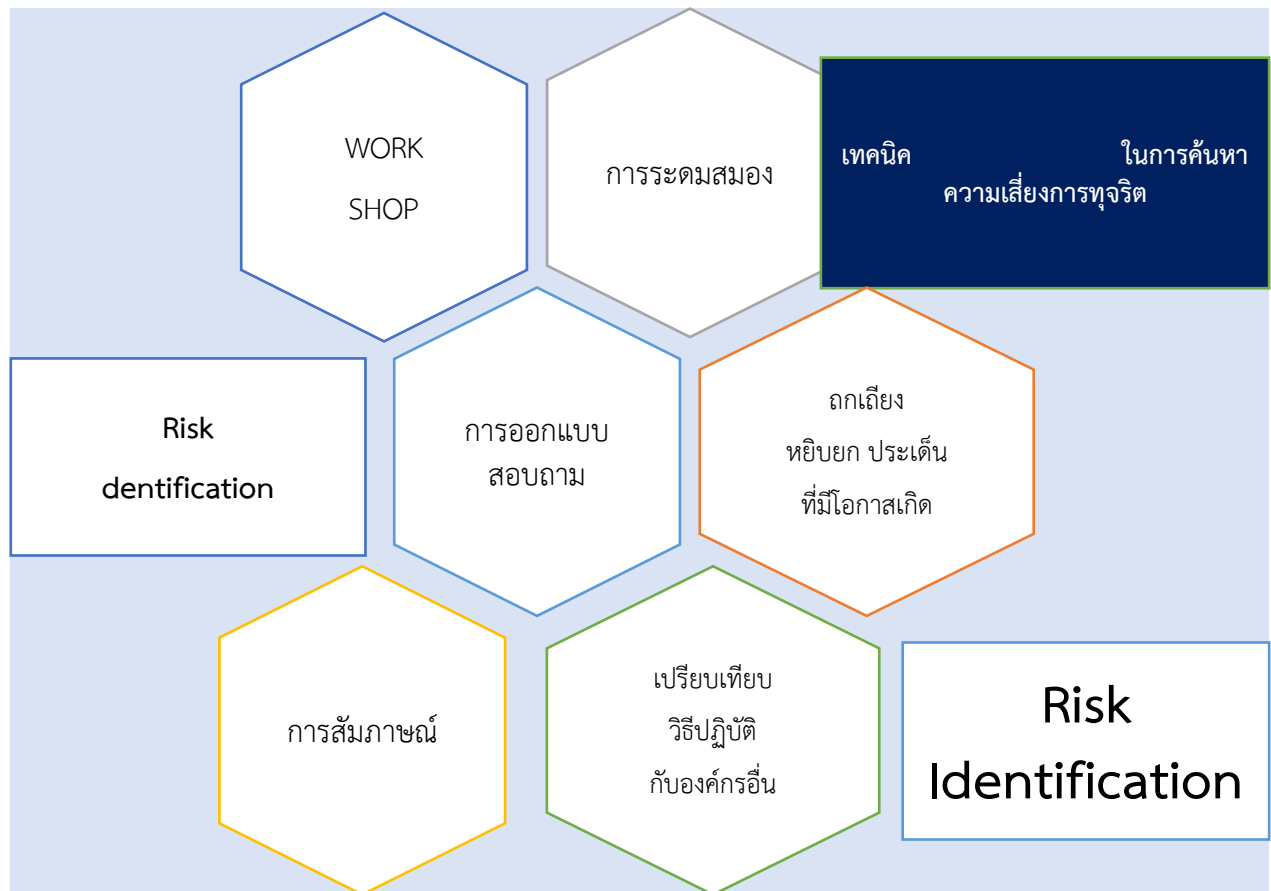 WORK
SHOP
การระดมสมอง
เทคนิค ในการค้นหา
ความเสี่ยงการทุจริต
Risk
dentification
การออกแบบ
สอบถาม
ถกเถียง
หยิบยก ประเด็น
ที่มีโอกาสเกิด
การสัมภาษณ์
เปรียบเทียบ
วิธีปฏิบัติ
กับองค์กรอื่น
Risk
Identification